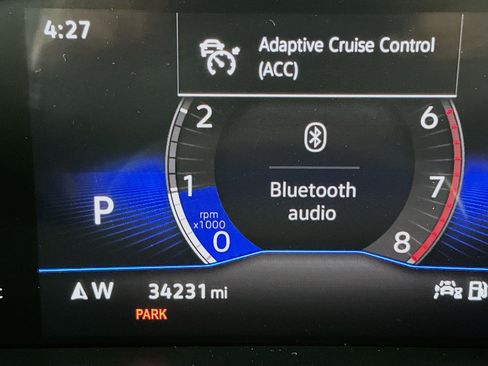 4:27
Adaptive Cruise Control
(ACC)
2
6
1
7
Bluetooth
audio
P
rpm
x1000
0
8
W
34231 mi
PARK